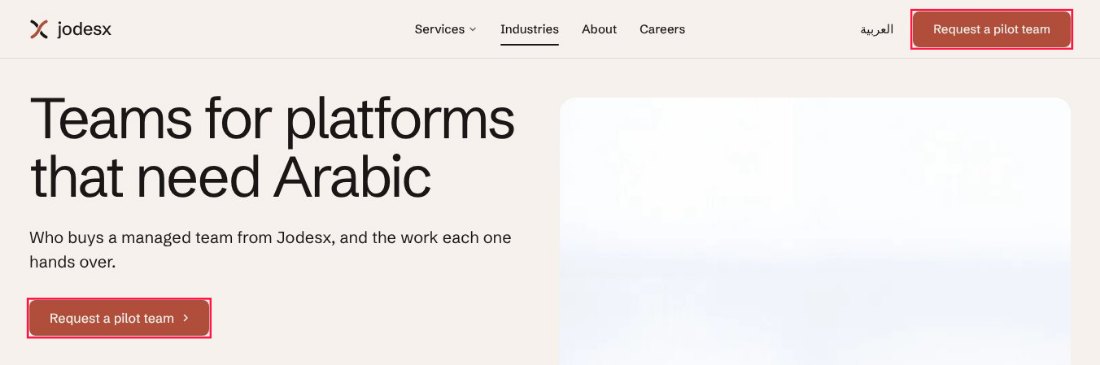 jodesx
Services
Industries
About
Careers
العربية
Request a pilot team
Teams for platforms
that need Arabic
Who buys a managed team from Jodesx, and the work each one
hands over.
Request a pilot team